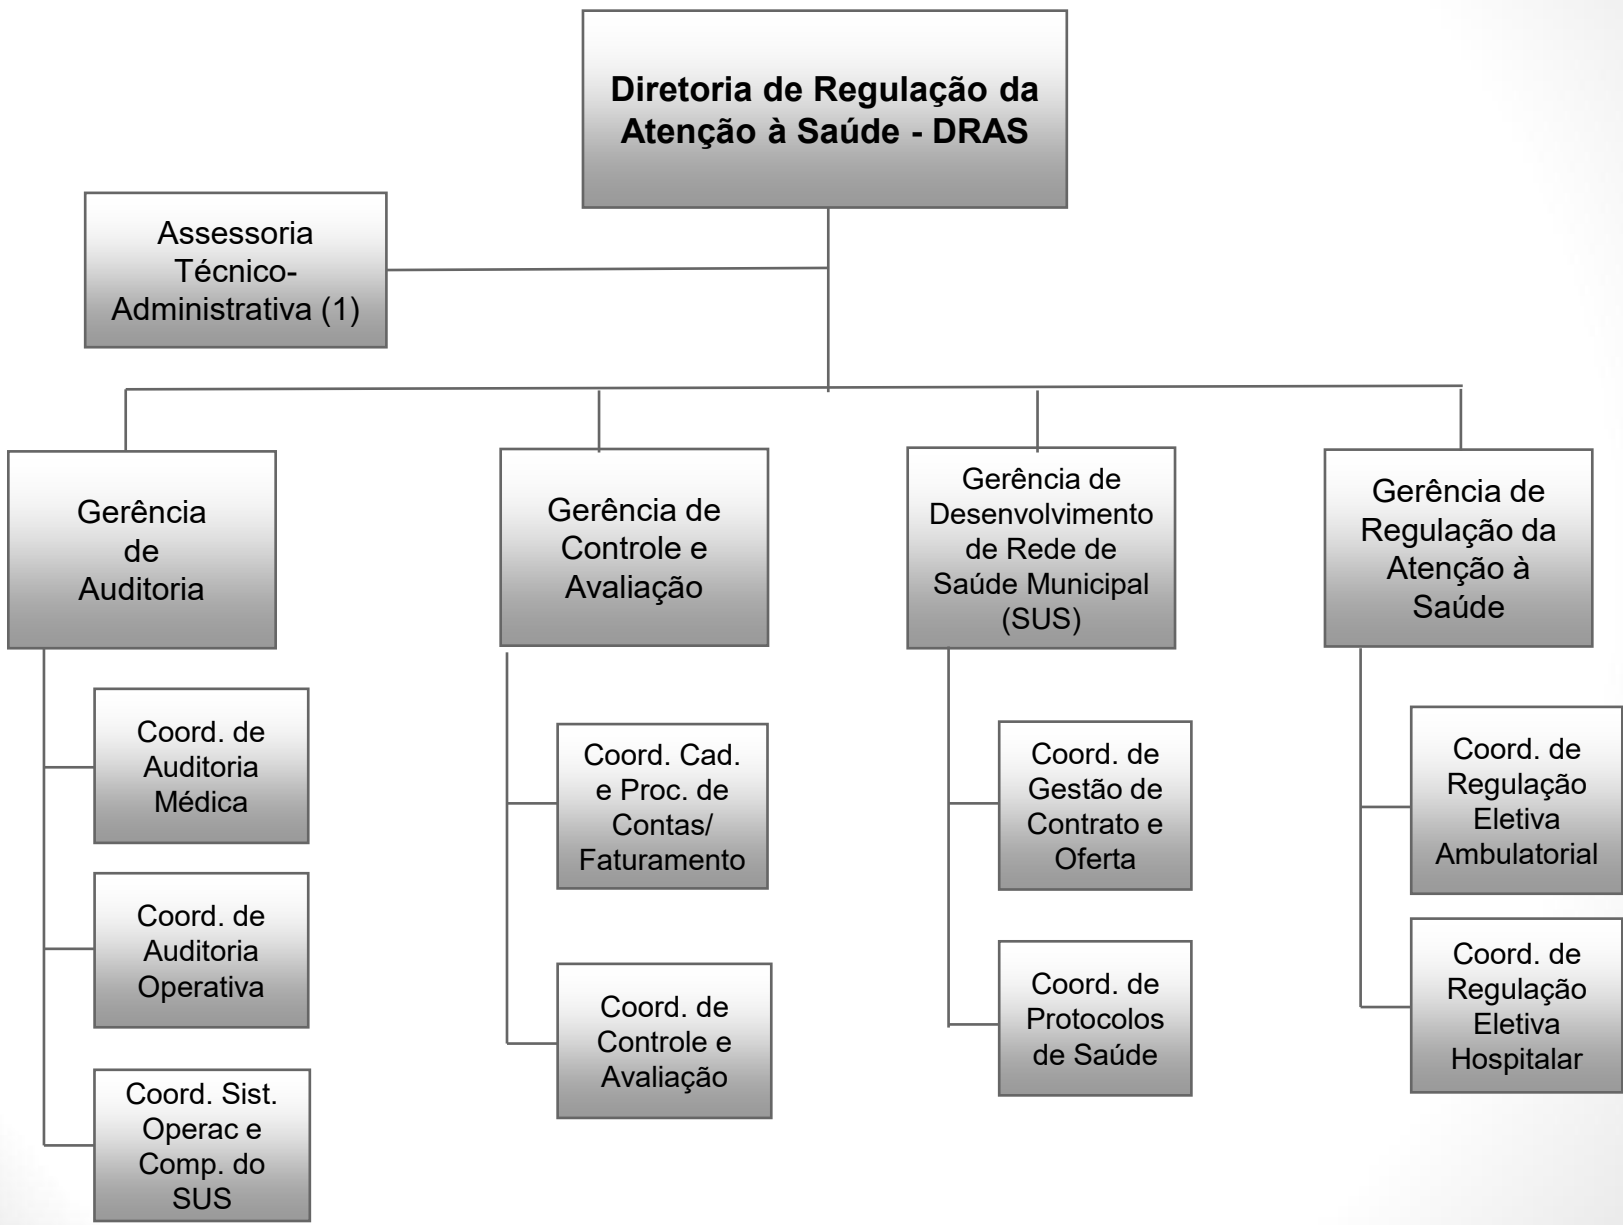 Diretoria de Regulação da
Atenção à Saúde - DRAS
Assessoria
Técnico-
Administrativa (1)
Gerência
de
Auditoria
Gerência de
Controle e
Avaliação
Gerência de
Desenvolvimento
de Rede de
Saúde Municipal
(SUS)
Gerência de
Regulação da
Atenção à
Saúde
Coord. de
Auditoria
Médica
Coord. de
Auditoria
Operativa
Coord. Sist.
Operac e
Comp. do
SUS
Coord. Cad.
e Proc. de
Contas/
Faturamento
Coord. de
Controle e
Avaliação
Coord. de
Gestão de
Contrato e
Oferta
Coord. de
Protocolos
de Saúde
Coord. de
Regulação
Eletiva
Ambulatorial
Coord. de
Regulação
Eletiva
Hospitalar